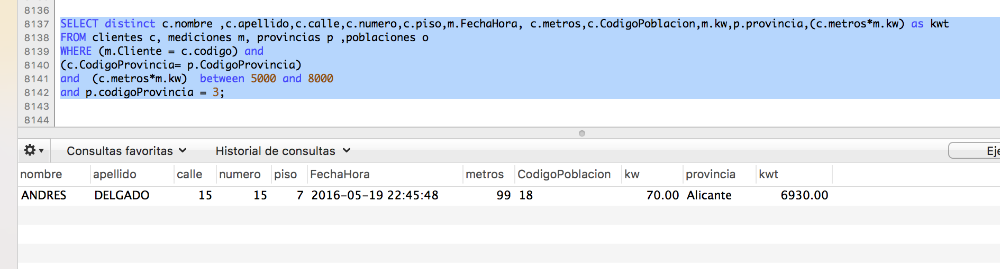 8136
8137 SELECT distinct c.nombre ,c.apellido,c.calle,c.numero,c.piso,m.FechaHora, c.metros,c.CodigoPoblacion,m.kw,p.provincia,(c.metros*m.kw) as kwt
8138 FROM clientes c, mediciones m, provincias p ,poblaciones o
8139 WHERE (m.Cliente = c.codigo) and
8140 (c.CodigoProvincia= p.CodigoProvincia)
8141 and  (c.metros*m.kw)  between 5000 and 8000
8142 and p.codigoProvincia = 3;
8143
8144
Consultas favoritas Historial de consultas Eje
nombre apellido calle numero piso FechaHora metros CodigoPoblacion kw provincia kwt
ANDRES DELGADO 15 15 7 2016-05-19 22:45:48 99 18 70.00 Alicante 6930.00